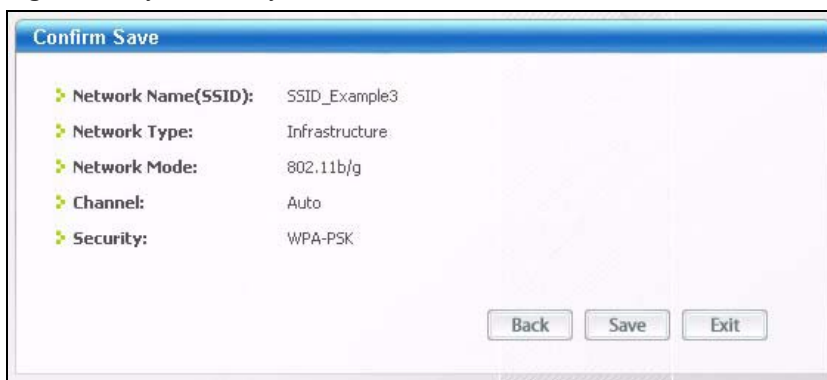 Confirm Save
Network Name(SSID): SSID_Example3
Network Type: Infrastructure
Network Mode: 802.11b/g
Channel: Auto
Security: WPA-PSK
Back Save Exit